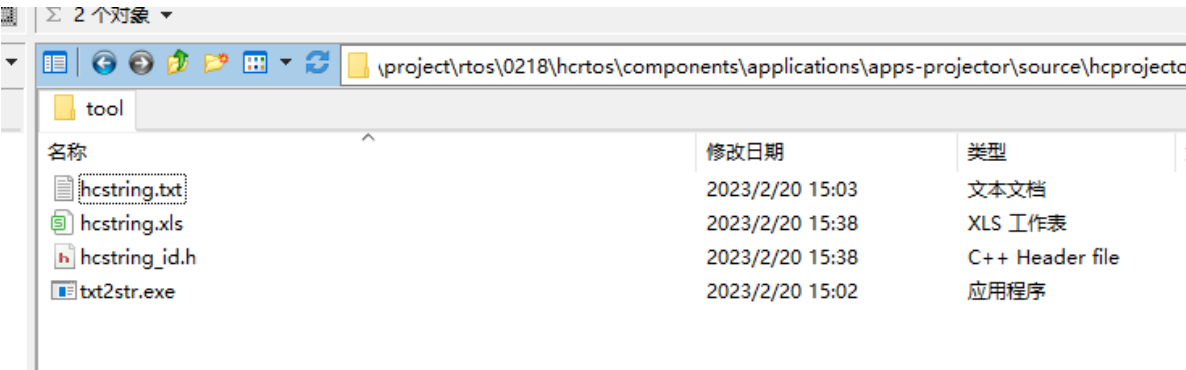 Σ 2 个对象
\project\rtos\0218\hcrtos\components\applications\apps-projector\source\hcprojecto
tool
名称 修改日期 类型
hcstring.txt 2023/2/20 15:03 文本文档
hcstring.xls 2023/2/20 15:38 XLS 工作表
hcstring_id.h 2023/2/20 15:38 C++ Header file
txt2str.exe 2023/2/20 15:02 应用程序